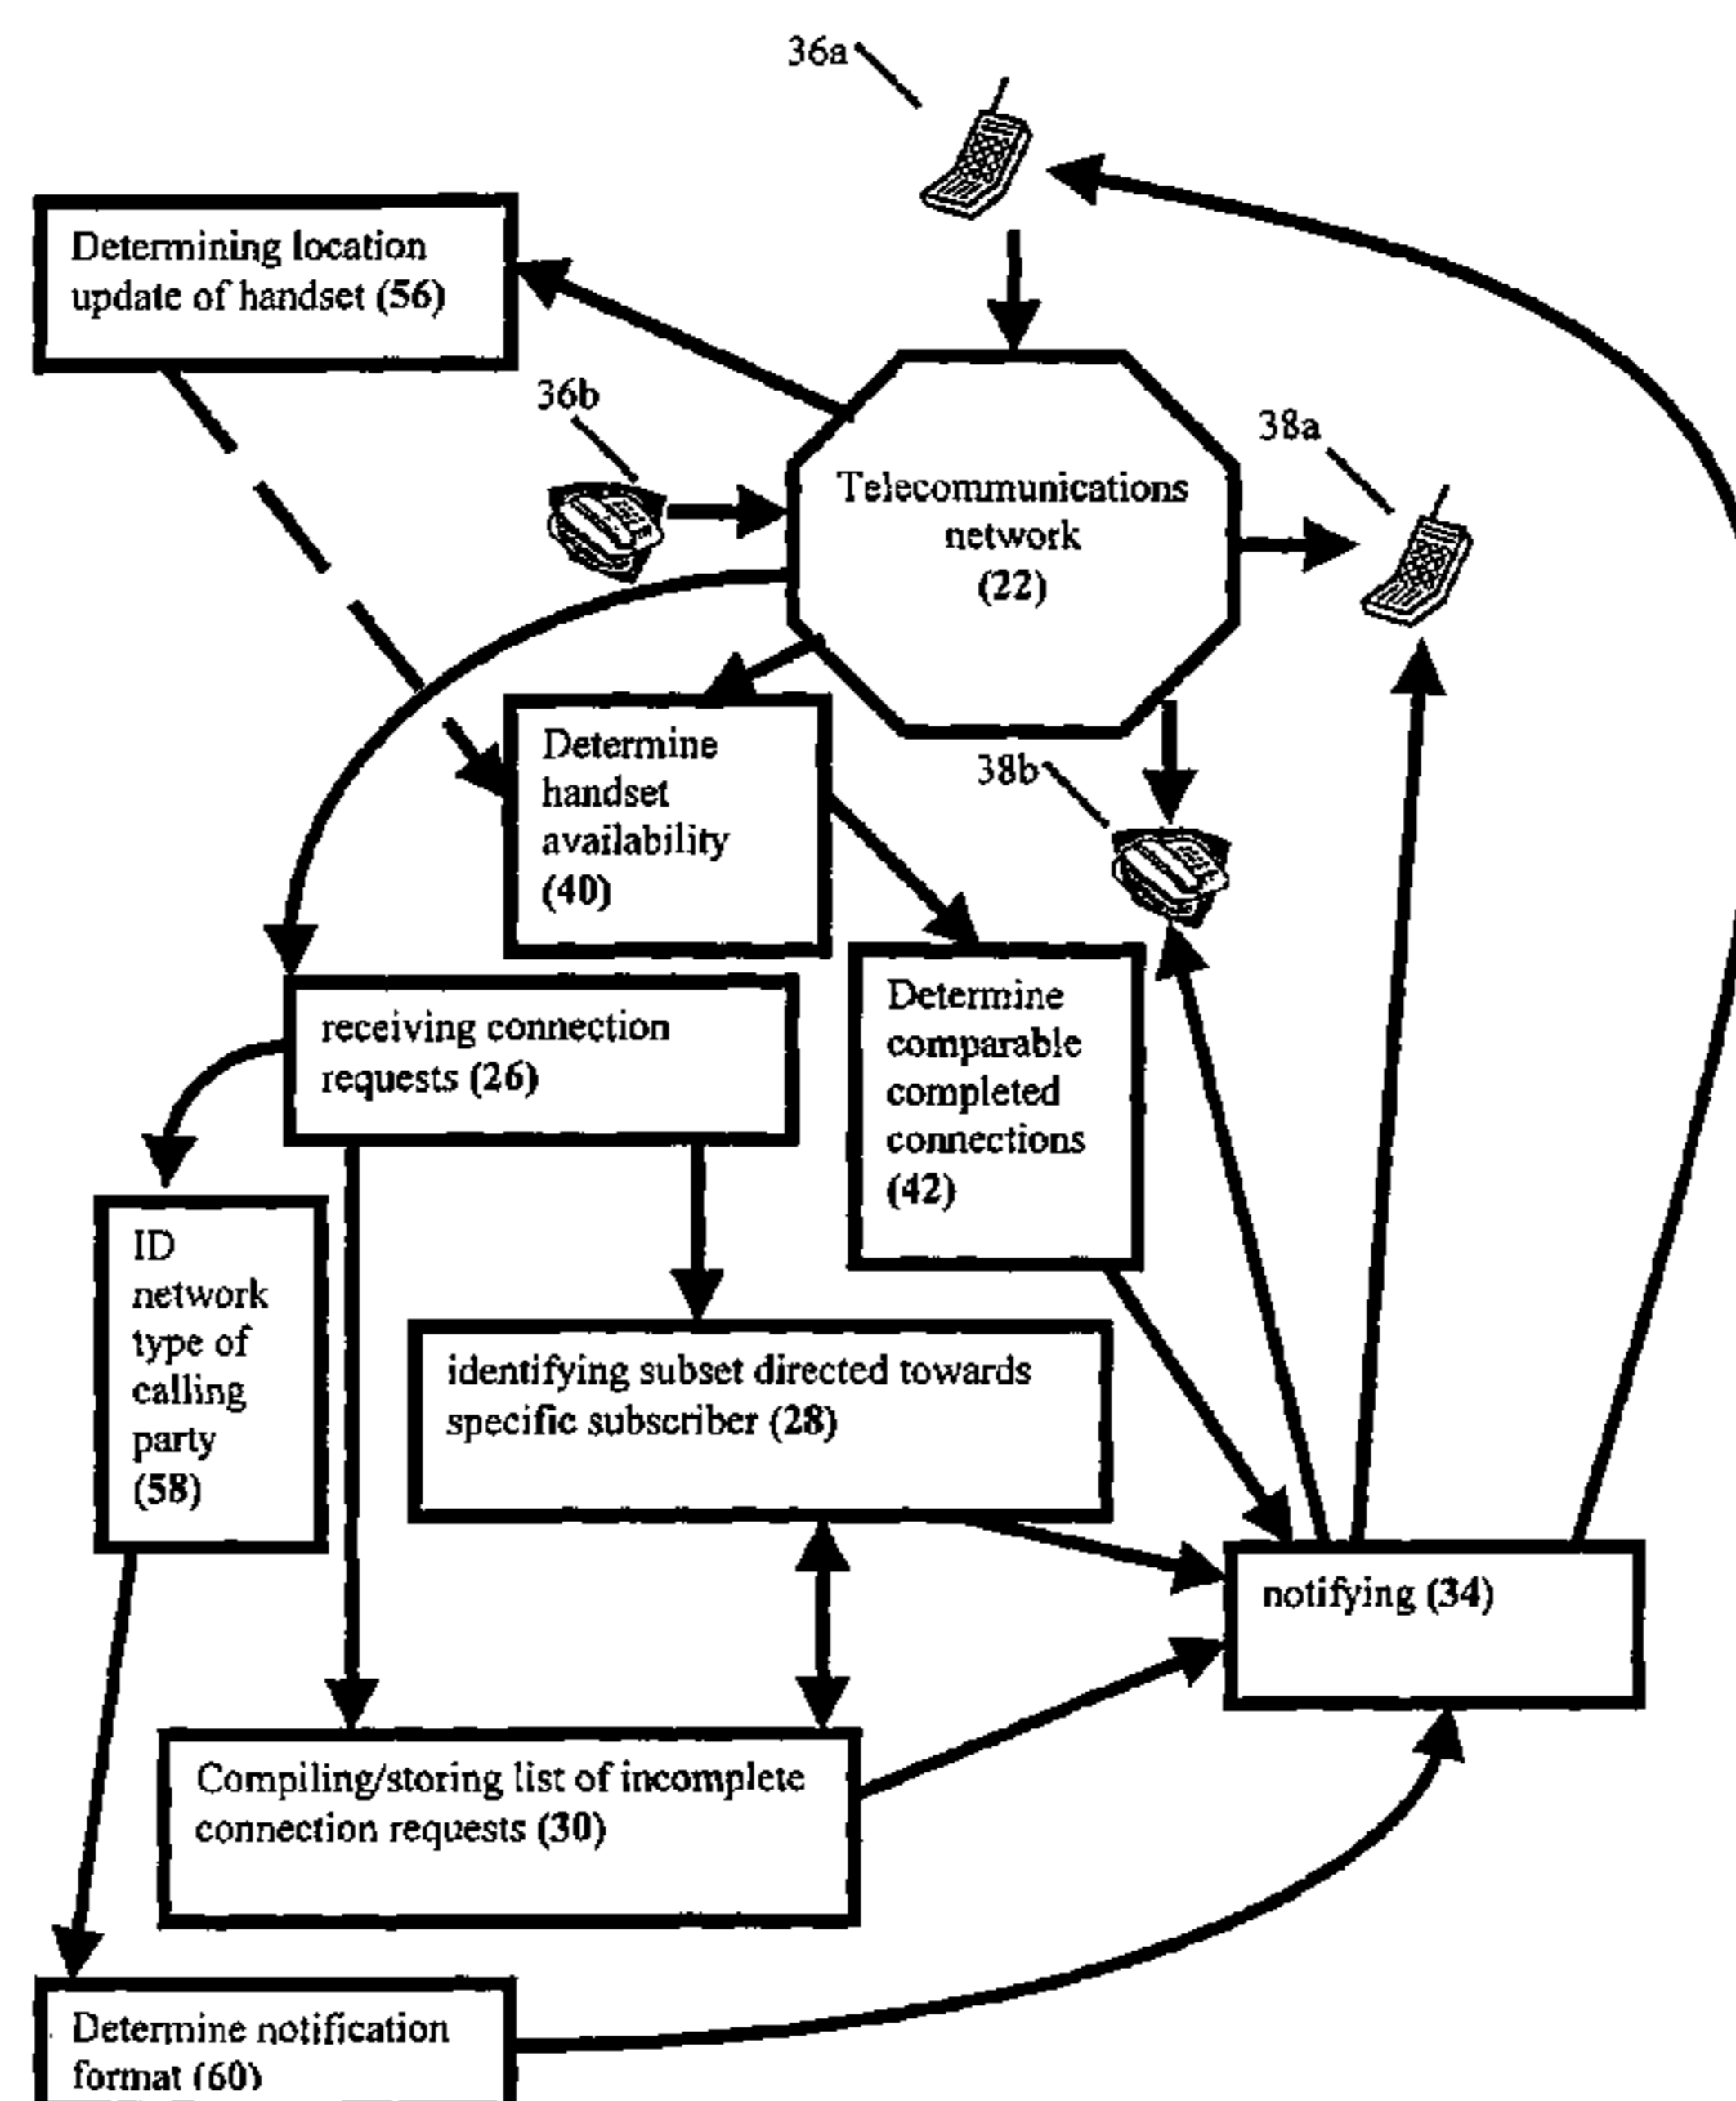 36a
Determining location
update of handset (56)
36b
38a
Telecommunications
network
(22)
Determine
handset
availability
(40)
38b
Determine
comparable
completed
connections
(42)
receiving connection
requests (26)
ID
network
type of
calling
party
(58)
identifying subset directed towards
specific subscriber (28)
notifying (34)
Compiling/storing list of incomplete
connection requests (30)
Determine notification
format (60)